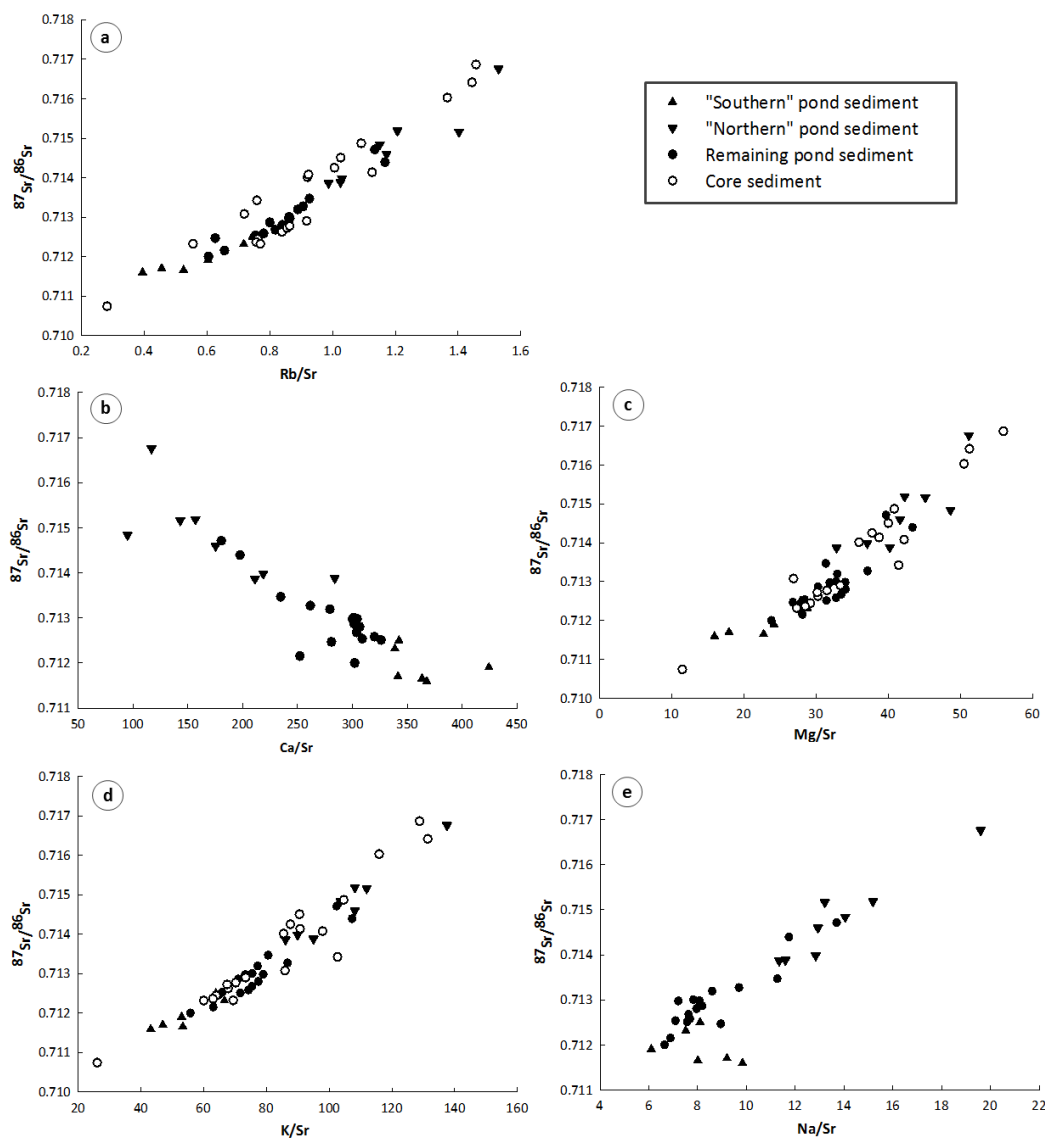 a
0.718
0.717
0.716
0.715
0.714
0.713
0.712
0.711
0.710
87Sr/86Sr
0.2 0.4 0.6 0.8 1.0 1.2 1.4 1.6
Rb/Sr
"Southern" pond sediment
"Northern" pond sediment
Remaining pond sediment
Core sediment
b
0.718
0.717
0.716
0.715
0.714
0.713
0.712
0.711
87Sr/86Sr
50 100 150 200 250 300 350 400 450
Ca/Sr
c
0.718
0.717
0.716
0.715
0.714
0.713
0.712
0.711
0.710
87Sr/86Sr
0 10 20 30 40 50 60
Mg/Sr
d
0.718
0.717
0.716
0.715
0.714
0.713
0.712
0.711
0.710
87Sr/86Sr
20 40 60 80 100 120 140 160
K/Sr
e
0.718
0.717
0.716
0.715
0.714
0.713
0.712
0.711
87Sr/86Sr
4 6 8 10 12 14 16 18 20 22
Na/Sr